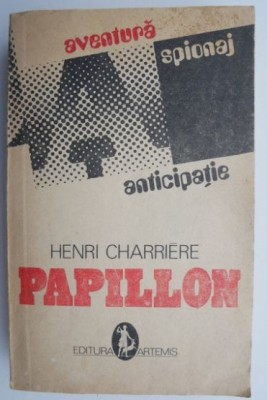 aventură
spionaj
anticipație
HENRI CHARRIÈRE
PAPILLON
EDITURA ARTEMIS